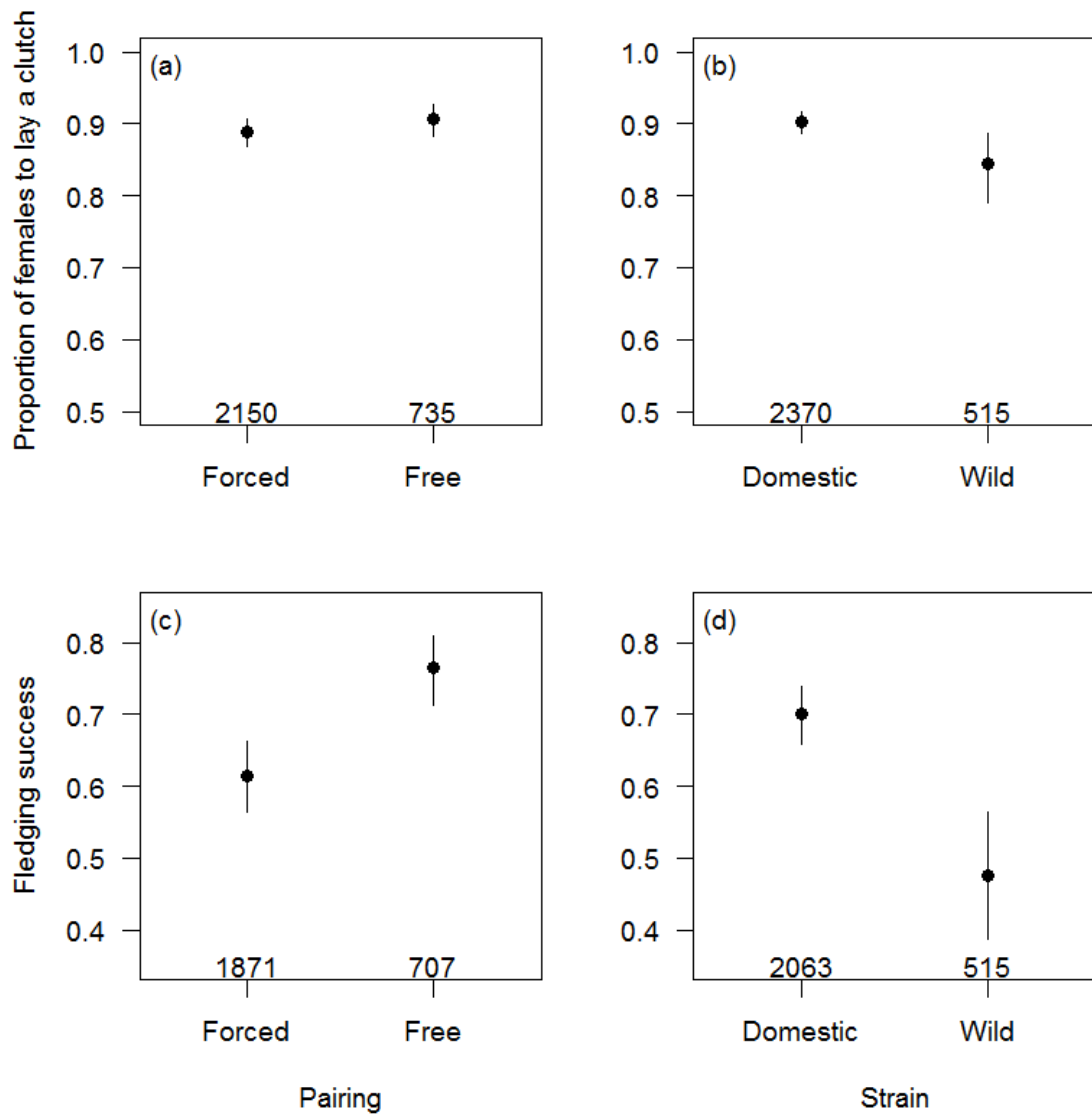 Proportion of females to lay a clutch
(a)
1.0
0.9
0.8
0.7
0.6
0.5
2150 735
Forced Free
(b)
1.0
0.9
0.8
0.7
0.6
0.5
2370 515
Domestic Wild
Fledging success
(c)
0.8
0.7
0.6
0.5
0.4
1871 707
Forced Free
Pairing
(d)
0.8
0.7
0.6
0.5
0.4
2063 515
Domestic Wild
Strain